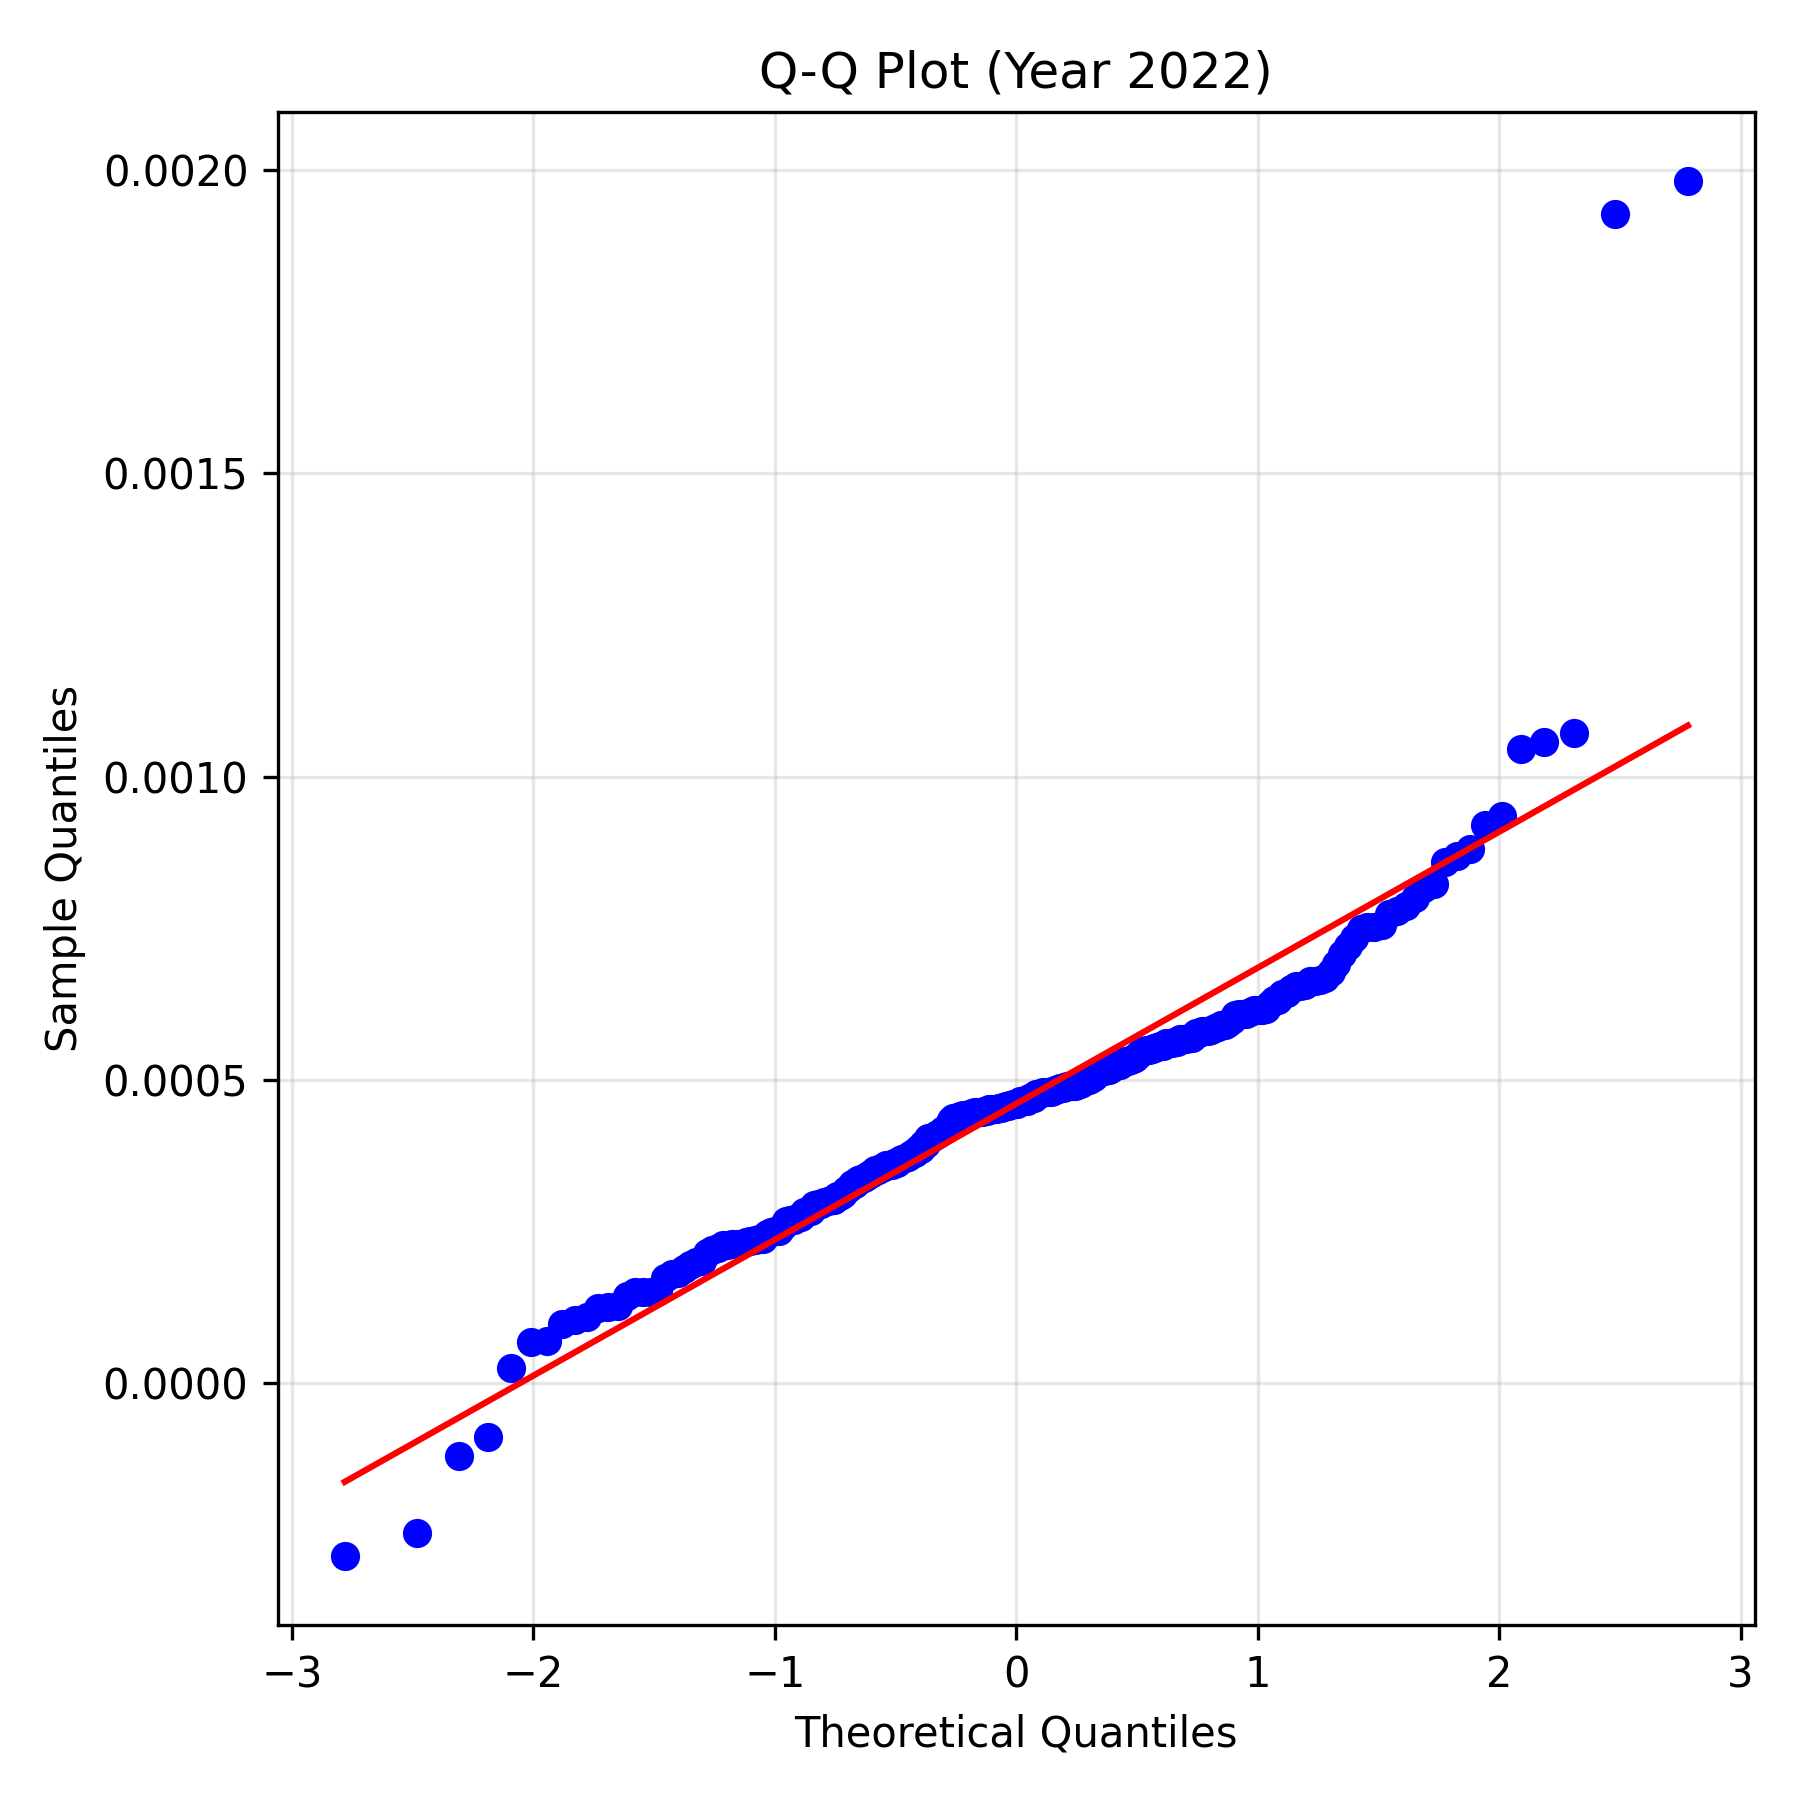 Q-Q Plot (Year 2022)
0.0020
0.0015
0.0010
0.0005
0.0000
Sample Quantiles
−3 −2 −1 0 1 2 3
Theoretical Quantiles